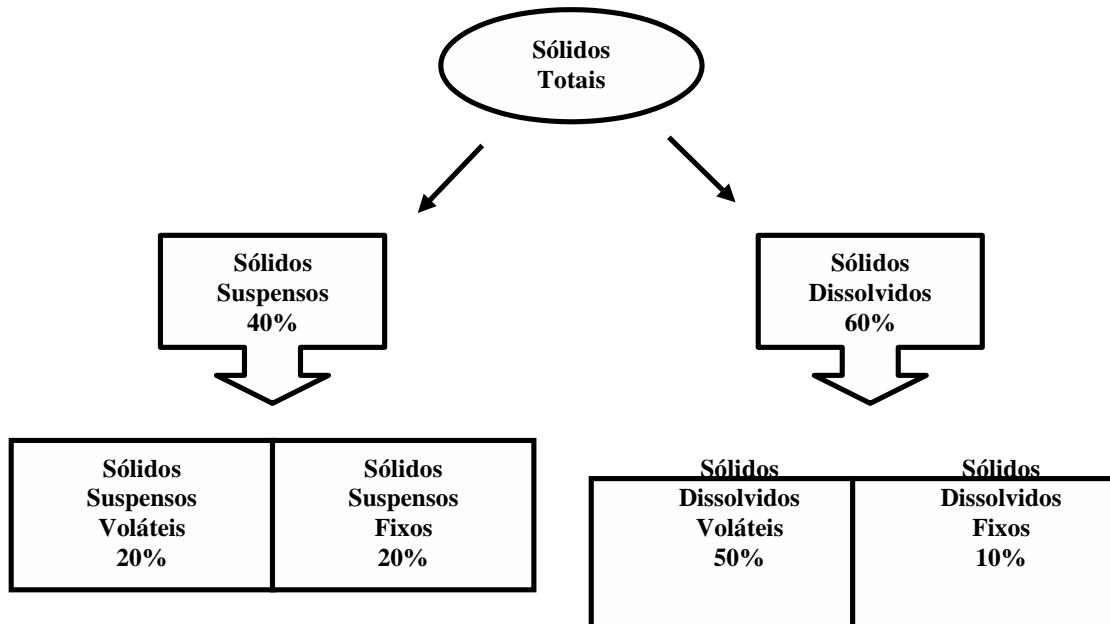 Sólidos
Totais
Sólidos
Suspensos
40%
Sólidos
Dissolvidos
60%
Sólidos
Suspensos
Voláteis
20%
Sólidos
Suspensos
Fixos
20%
Sólidos
Dissolvidos
Voláteis
50%
Sólidos
Dissolvidos
Fixos
10%